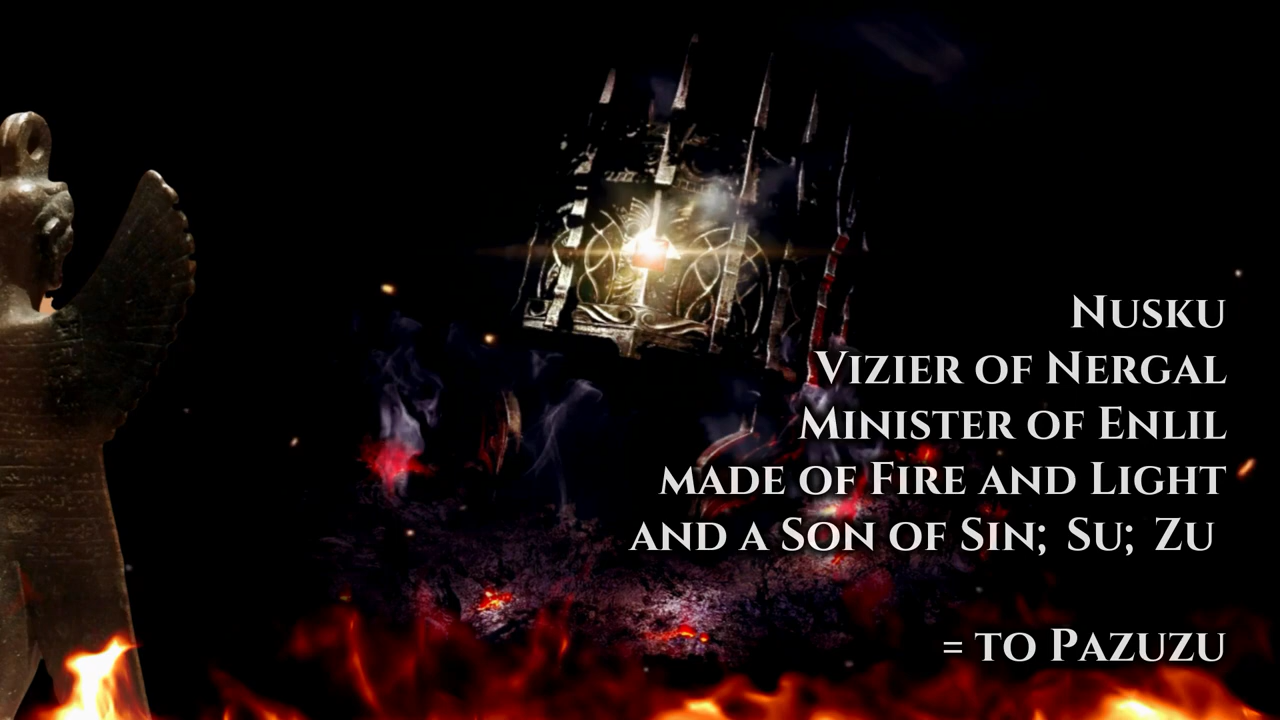 Nusku
Vizier of Nergal
Minister of Enlil
made of Fire and Light
and a Son of Sin; Su; Zu
= to Pazuzu